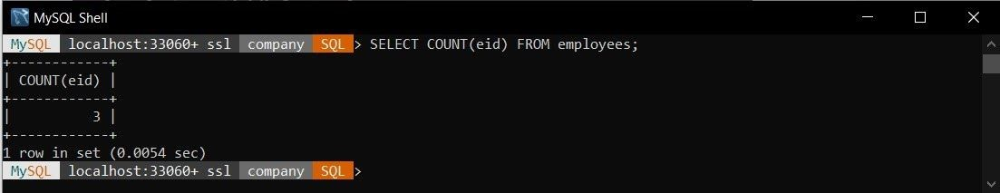 MySQL Shell
MySQL localhost:33060+ ssl company SQL > SELECT COUNT(eid) FROM employees;
+------------+
| COUNT(eid) |
+------------+
|          3 |
+------------+
1 row in set (0.0054 sec)
MySQL localhost:33060+ ssl company SQL >